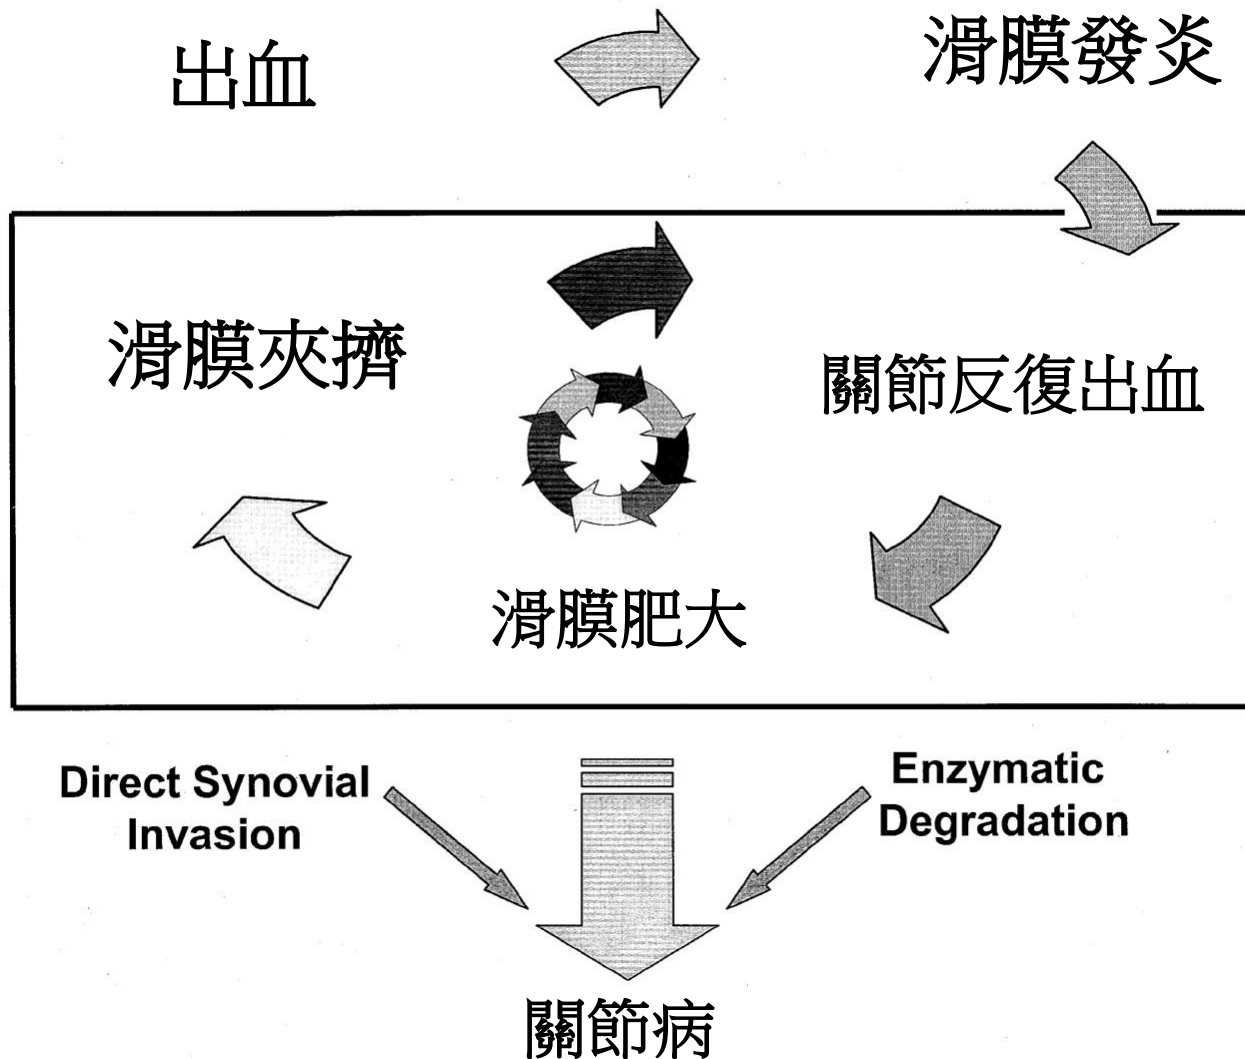 出血
滑膜發炎
滑膜夾擠
關節反復出血
滑膜肥大
Direct Synovial
Invasion
Enzymatic
Degradation
關節病